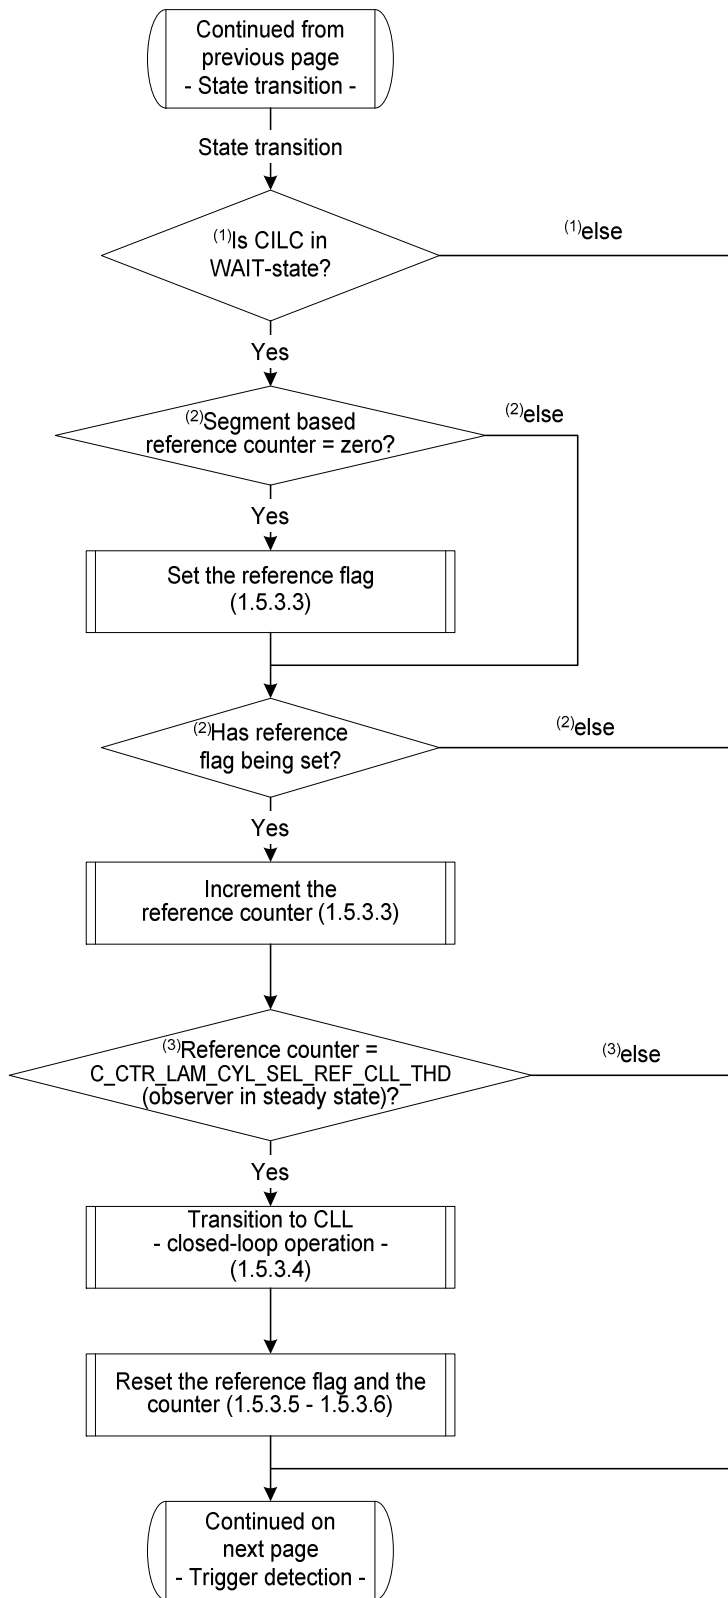 Continued from
previous page
- State transition -
State transition
(1)Is CILC in
WAIT-state?
(1)else
Yes
(2)Segment based
reference counter = zero?
(2)else
Yes
Set the reference flag
(1.5.3.3)
(2)Has reference
flag being set?
(2)else
Yes
Increment the
reference counter (1.5.3.3)
(3)Reference counter =
C_CTR_LAM_CYL_SEL_REF_CLL_THD
(observer in steady state)?
(3)else
Yes
Transition to CLL
- closed-loop operation -
(1.5.3.4)
Reset the reference flag and the
counter (1.5.3.5 - 1.5.3.6)
Continued on
next page
- Trigger detection -